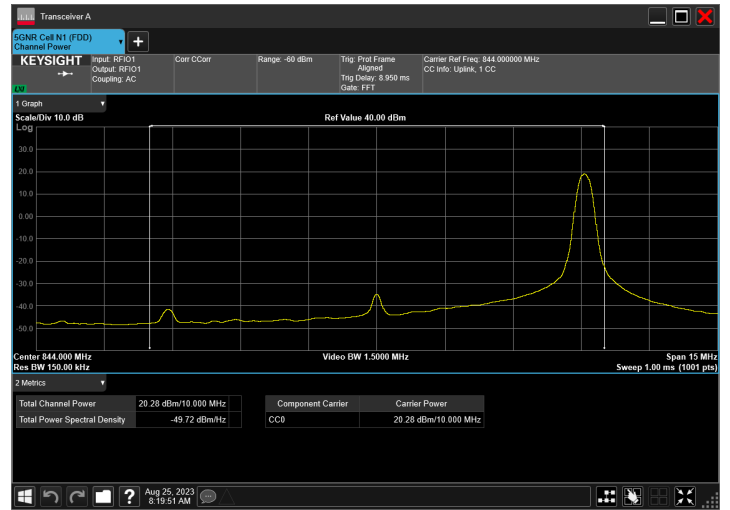 Transceiver A
5GNR Cell N1 (FDD)
Channel Power
KEYSIGHT
LXI
Input: RFIO1
Output: RFIO1
Coupling: AC
Corr CCorr
Range: -60 dBm
Trig: Prot Frame
Aligned
Trig Delay: 8.950 ms
Gate: FFT
Carrier Ref Freq: 844.000000 MHz
CC Info: Uplink, 1 CC
1 Graph
Scale/Div 10.0 dB
Ref Value 40.00 dBm
Log
30.0
20.0
10.0
0.00
-10.0
-20.0
-30.0
-40.0
-50.0
Center 844.000 MHz
Video BW 1.5000 MHz
Span 15 MHz
Res BW 150.00 kHz
Sweep 1.00 ms (1001 pts)
2 Metrics
Total Channel Power 20.28 dBm/10.000 MHz
Total Power Spectral Density -49.72 dBm/Hz
Component Carrier Carrier Power
CC0 20.28 dBm/10.000 MHz
?
Aug 25, 2023
8:19:51 AM